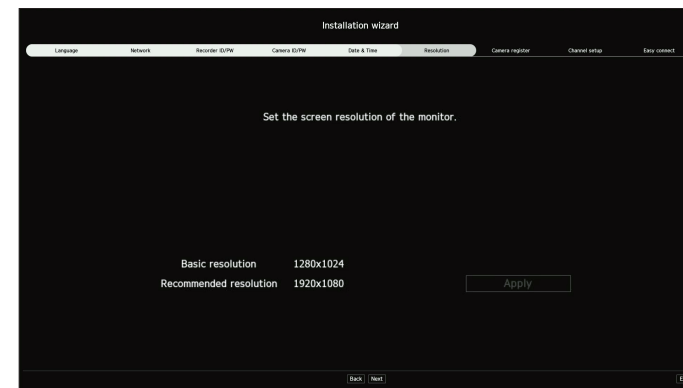 Installation wizard
Language Network Recorder ID/PW Camera ID/PW Date & Time Resolution Camera register Channel setup Easy connect
Set the screen resolution of the monitor.
Basic resolution 1280x1024
Recommended resolution 1920x1080 Apply
Back Next